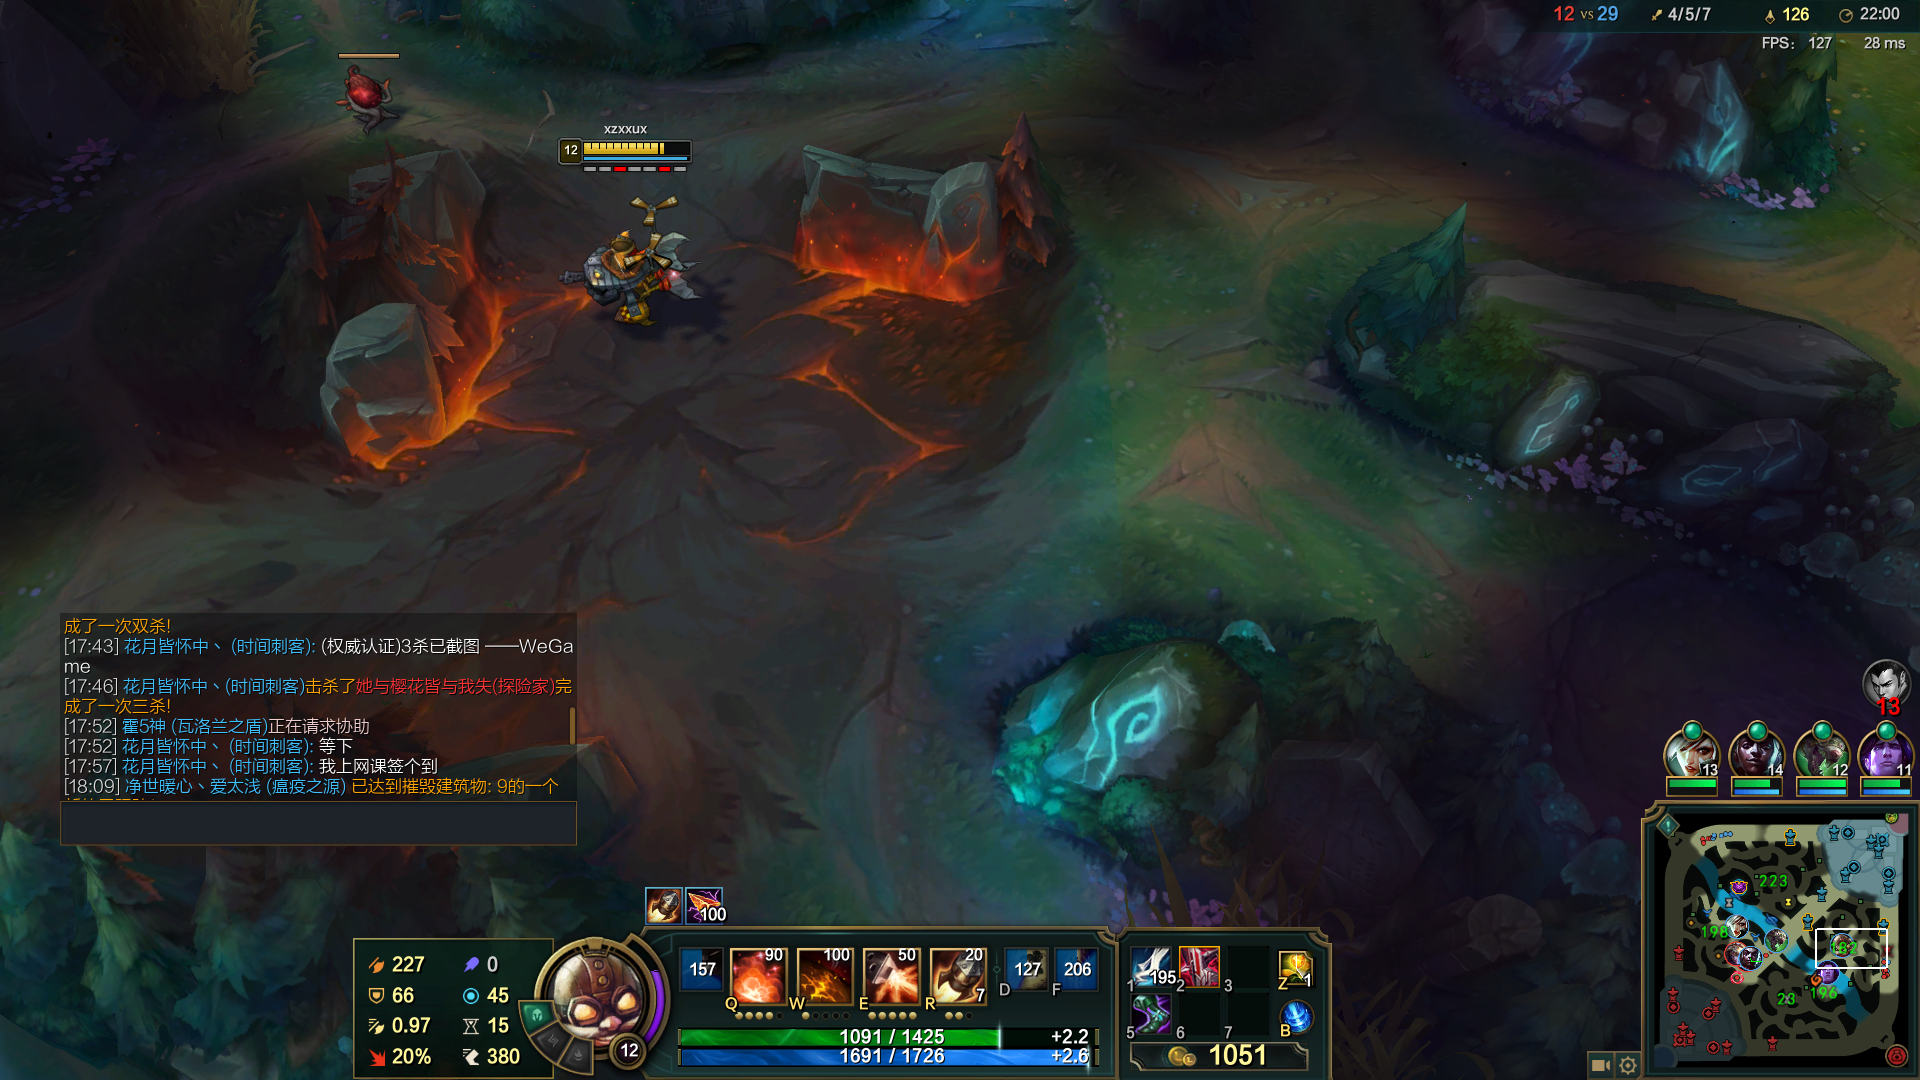 12 vs 29 4/5/7 126 22:00
FPS: 127 28 ms
xzxxux
12
成了一次双杀!
[17:43] 花月皆怀中丶 (时间刺客): (权威认证)3杀已截图 ——WeGa
me
[17:46] 花月皆怀中丶(时间刺客)击杀了她与樱花皆与我失(探险家)完
成了一次三杀!
[17:52] 霍5神 (瓦洛兰之盾)正在请求协助
[17:52] 花月皆怀中丶 (时间刺客): 等下
[17:57] 花月皆怀中丶 (时间刺客): 我上网课签个到
[18:09] 净世暖心丶爱太浅 (瘟疫之源) 已达到摧毁建筑物: 9的一个
13
13 14 12 11
223
198
182
23 196
100
227 0
66 45
0.97 15
20% 380
12
157 90 100 50 20 127 206
Q W E R 7 D F
1091 / 1425 +2.2
1691 / 1726 +2.6
195
1 2 3 Z 1
5 6 7 B
1051